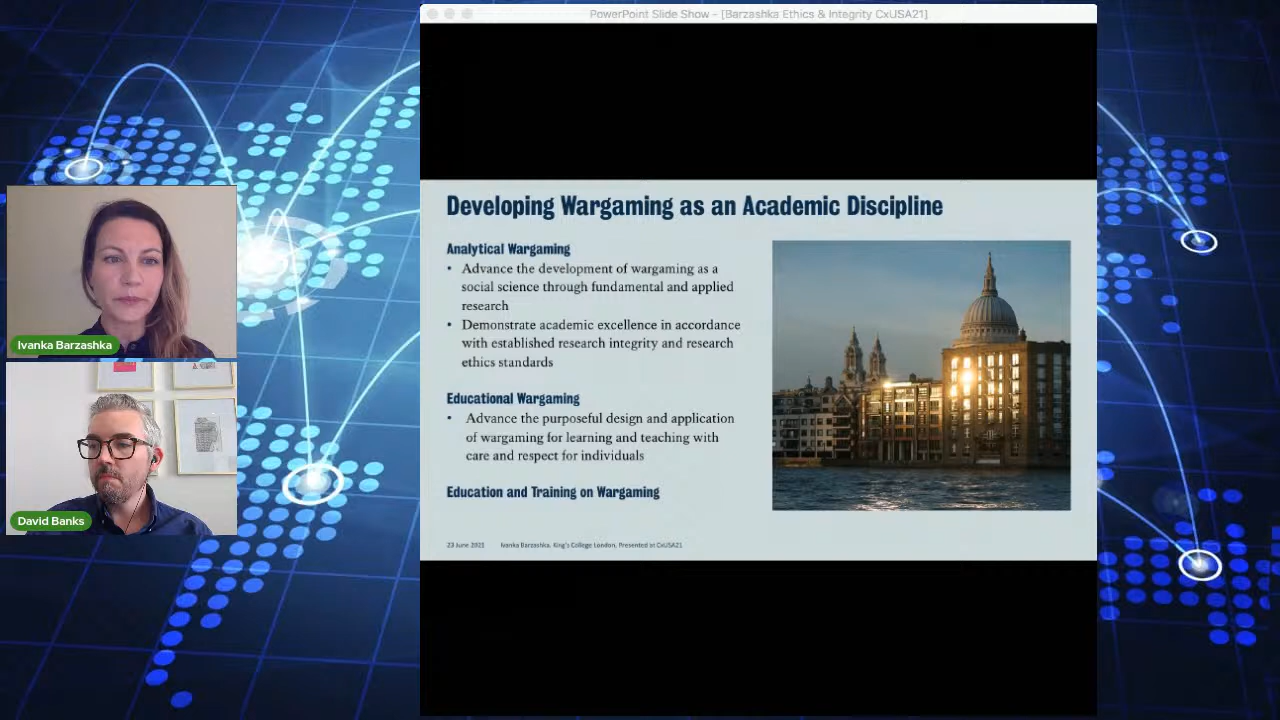 PowerPoint Slide Show - [Barzashka Ethics & Integrity CxUSA21]
Developing Wargaming as an Academic Discipline
Analytical Wargaming
• Advance the development of wargaming as a
social science through fundamental and applied
research
• Demonstrate academic excellence in accordance
with established research integrity and research
ethics standards
Educational Wargaming
• Advance the purposeful design and application
of wargaming for learning and teaching with
care and respect for individuals
Education and Training on Wargaming
23 June 2021 Ivanka Barzashka, King's College London, Presented at CxUSA21
Ivanka Barzashka
David Banks